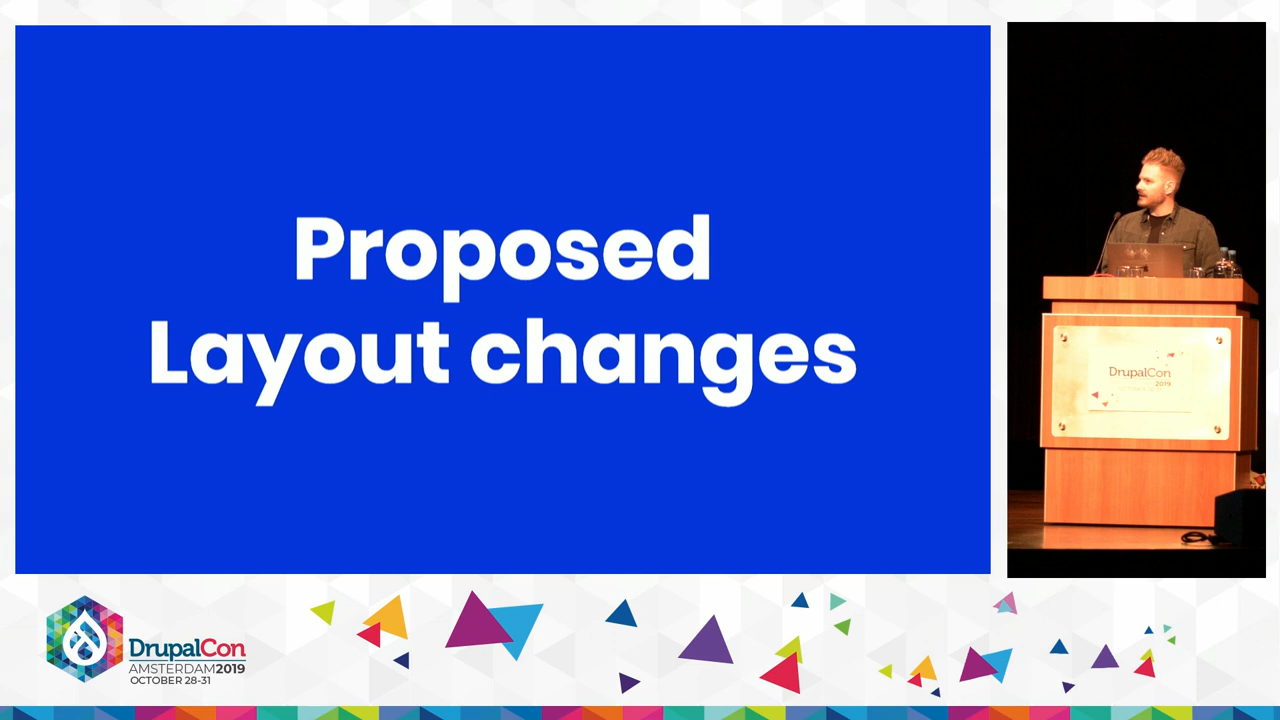 Proposed
Layout changes
DrupalCon
2019
DrupalCon
AMSTERDAM2019
OCTOBER 28-31